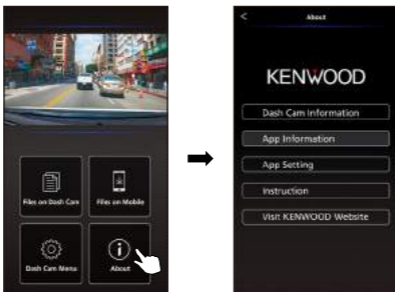 Files on Dash Cam
Files on Mobile
Dash Cam Menu
About
<
About
KENWOOD
Dash Cam Information
App Information
App Setting
Instruction
Visit KENWOOD Website